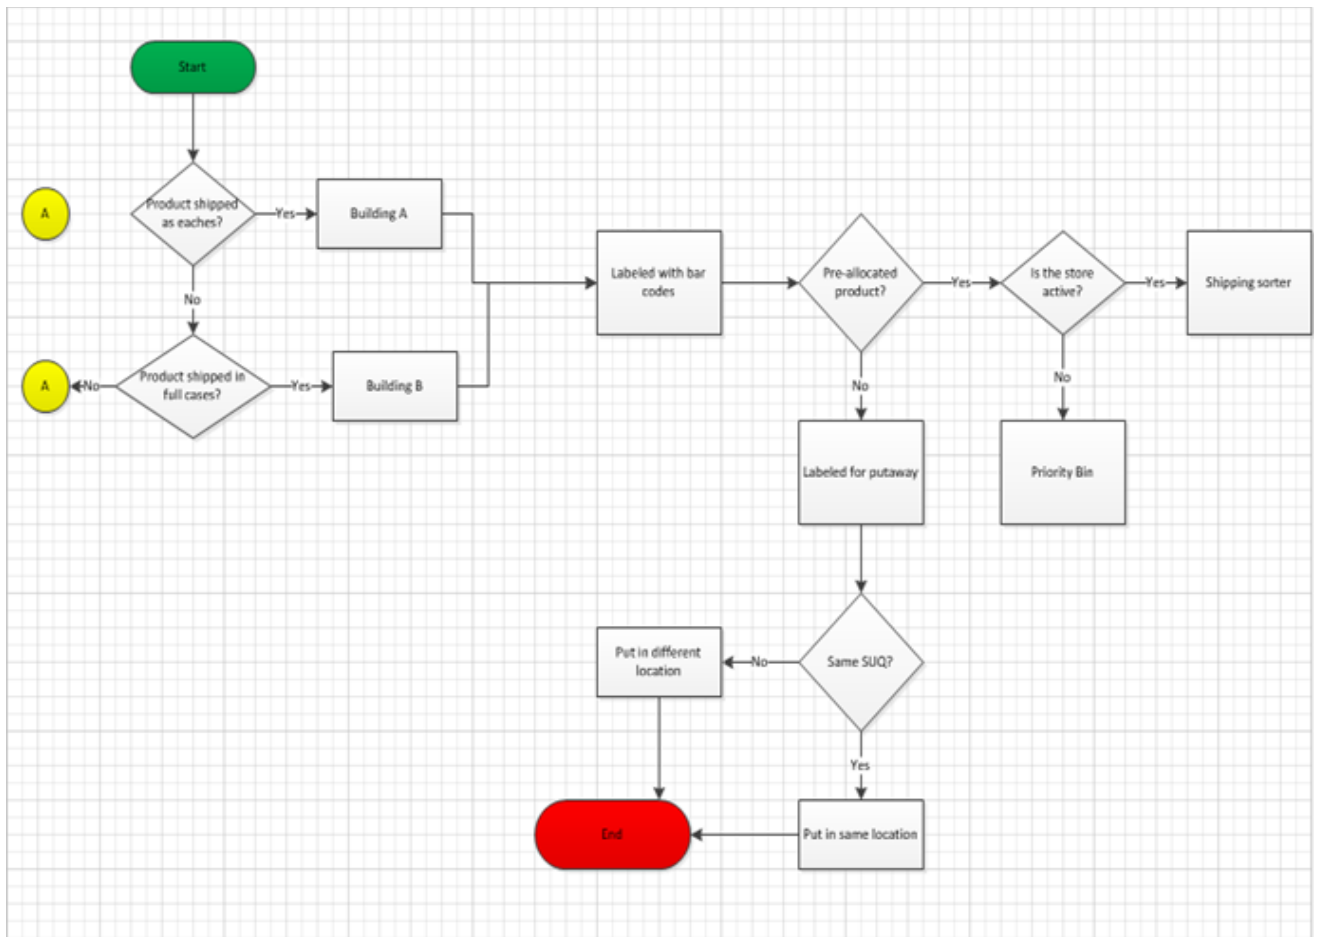 Start
A
Product shipped
as eaches?
Yes
Building A
No
A
No
Product shipped in
full cases?
Yes
Building B
Labeled with bar
codes
Pre-allocated
product?
Yes
Is the store
active?
Yes
Shipping sorter
No
No
Labeled for putaway
Priority Bin
Put in different
location
No
Same SUQ?
Yes
End
Put in same location